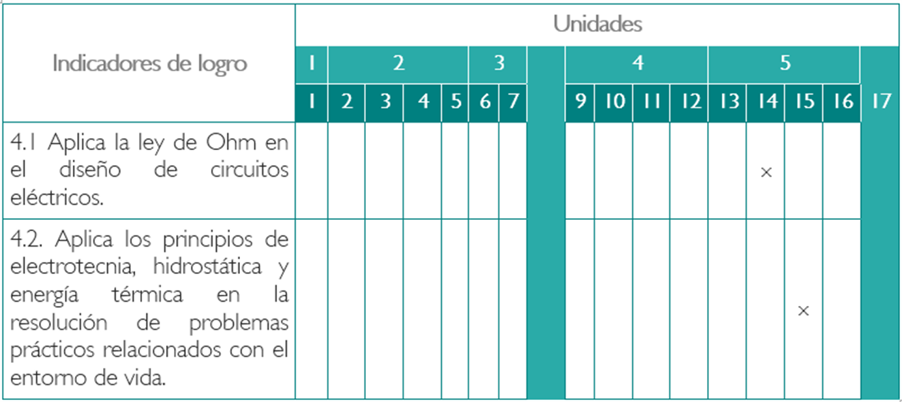 Unidades
Indicadores de logro
1 2 3 4 5
1 2 3 4 5 6 7 9 10 11 12 13 14 15 16 17
4.1 Aplica la ley de Ohm en
el diseño de circuitos
eléctricos.
×
4.2. Aplica los principios de
electrotecnia, hidrostática y
energía térmica en la
resolución de problemas
prácticos relacionados con el
entorno de vida.
×